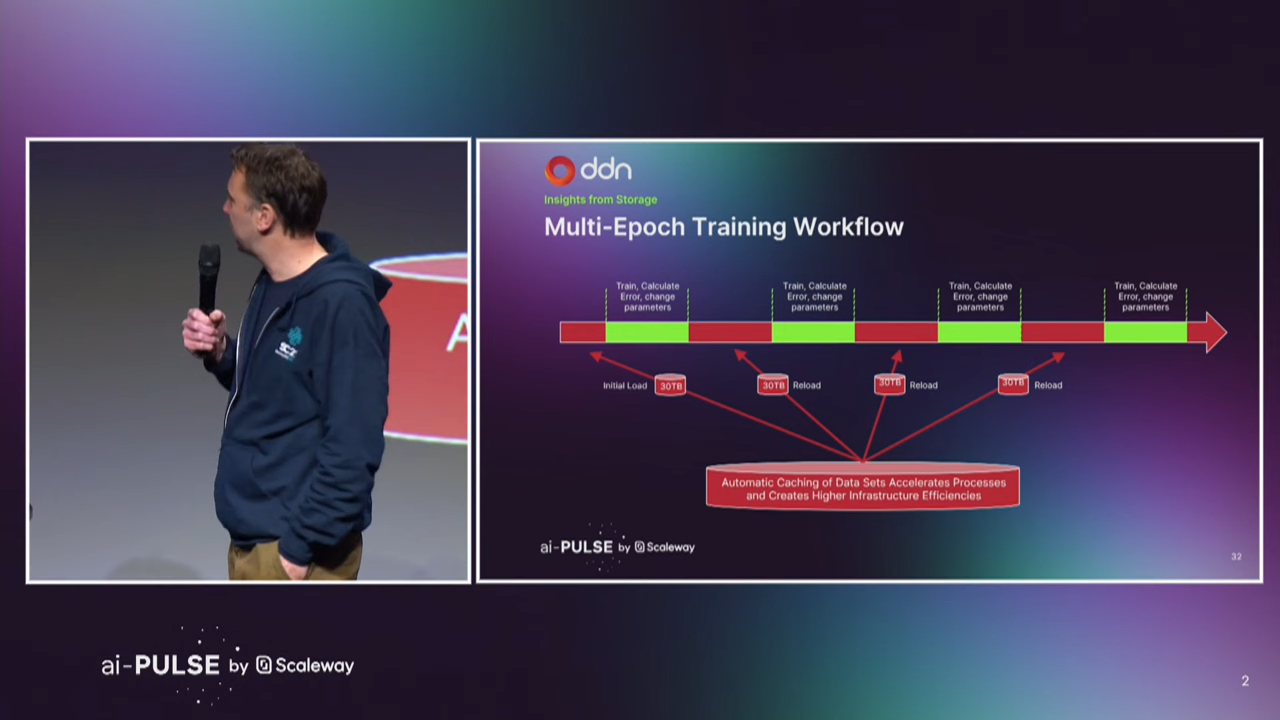 ddn
Insights from Storage
Multi-Epoch Training Workflow
Train, Calculate
Error, change
parameters
Train, Calculate
Error, change
parameters
Train, Calculate
Error, change
parameters
Train, Calculate
Error, change
parameters
Initial Load
30TB
30TB
Reload
30TB
Reload
30TB
Reload
Automatic Caching of Data Sets Accelerates Processes
and Creates Higher Infrastructure Efficiencies
ai-PULSE by Scaleway
32
ai-PULSE by Scaleway
2